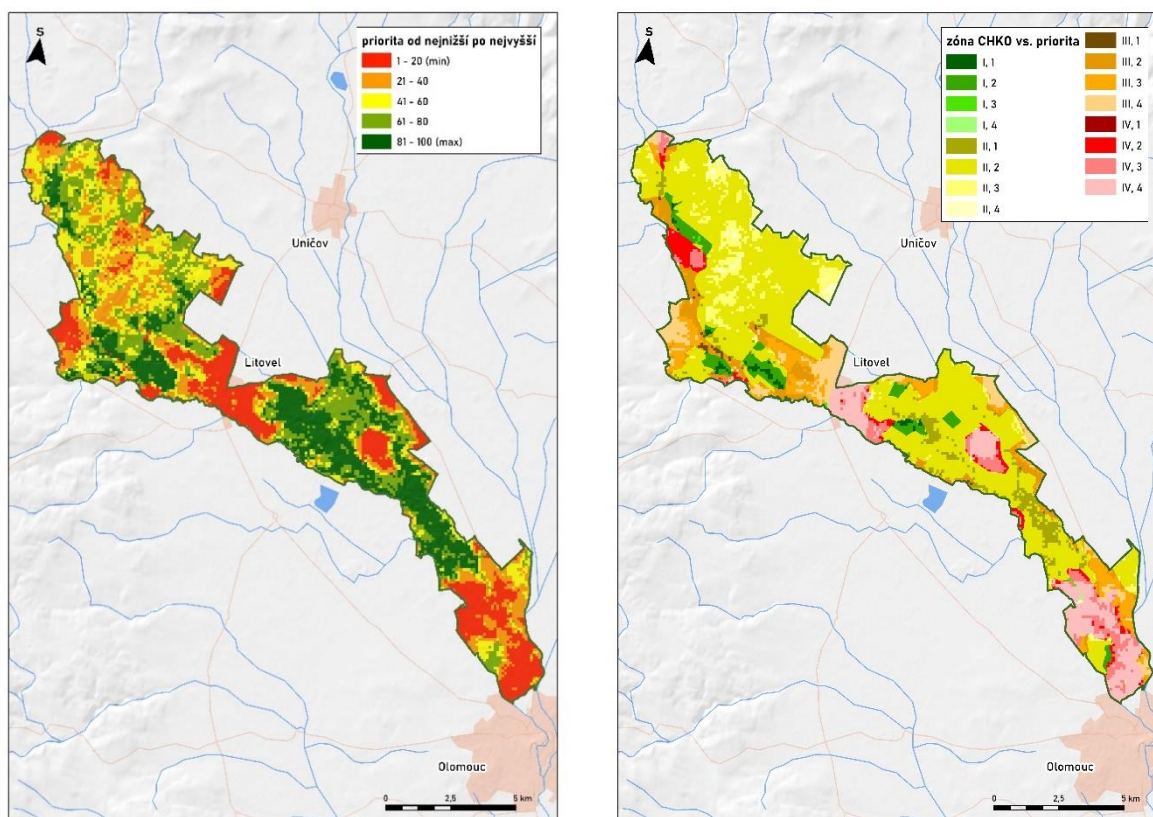 S
priorita od nejnižší po nejvyšší
1 - 20 (min)
21 - 40
41 - 60
61 - 80
81 - 100 (max)
Uničov
Litovel
Olomouc
0 2,5 5 km
S
zóna CHKO vs. priorita
I, 1
I, 2
I, 3
I, 4
II, 1
II, 2
II, 3
II, 4
III, 1
III, 2
III, 3
III, 4
IV, 1
IV, 2
IV, 3
IV, 4
Uničov
Litovel
Olomouc
0 2,5 5 km